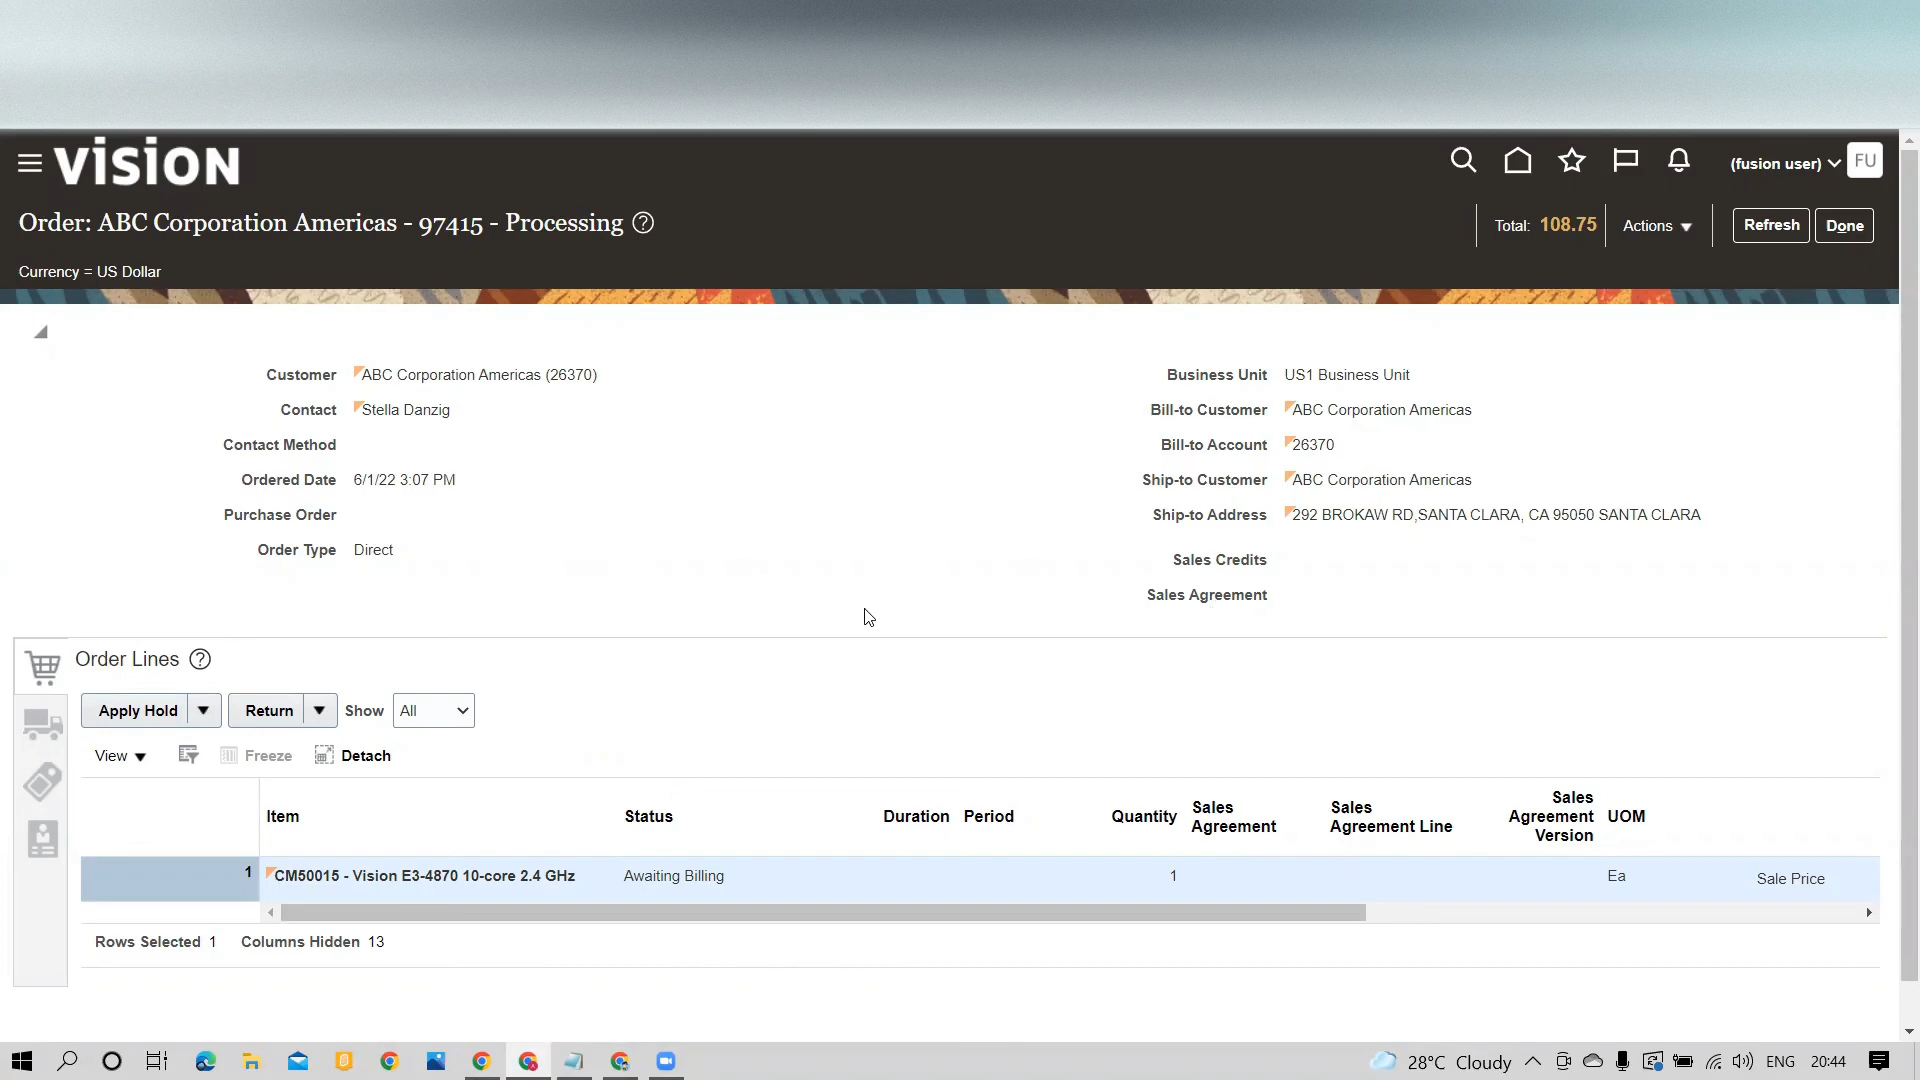 vision
(fusion user)
FU
Order: ABC Corporation Americas - 97415 - Processing
Total: 108.75
Actions
Refresh
Done
Currency = US Dollar
Customer ABC Corporation Americas (26370)
Contact Stella Danzig
Contact Method
Ordered Date 6/1/22 3:07 PM
Purchase Order
Order Type Direct
Business Unit US1 Business Unit
Bill-to Customer ABC Corporation Americas
Bill-to Account 26370
Ship-to Customer ABC Corporation Americas
Ship-to Address 292 BROKAW RD,SANTA CLARA, CA 95050 SANTA CLARA
Sales Credits
Sales Agreement
Order Lines
Apply Hold Return Show All
View Freeze Detach
Item Status Duration Period Quantity Sales Agreement Sales Agreement Line Sales Agreement Version UOM
1 CM50015 - Vision E3-4870 10-core 2.4 GHz Awaiting Billing 1 Ea Sale Price
Rows Selected 1 Columns Hidden 13
28°C Cloudy ENG 20:44